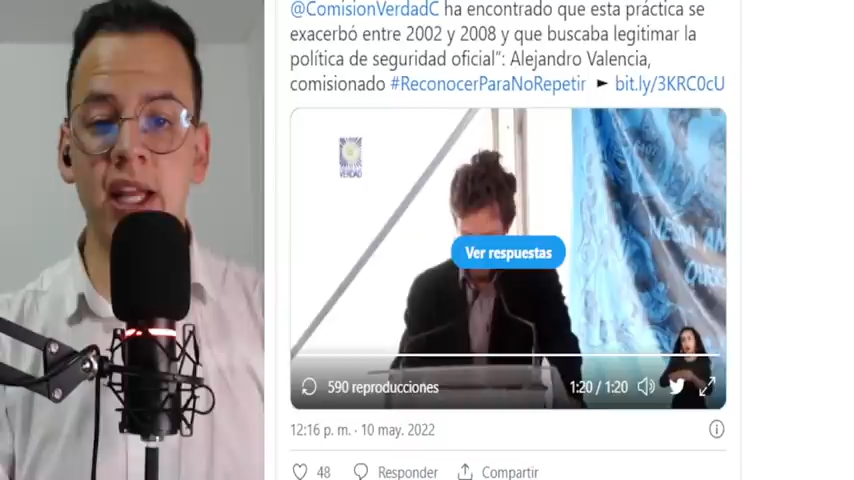 @ComisionVerdadC ha encontrado que esta práctica se
exacerbó entre 2002 y 2008 y que buscaba legitimar la
política de seguridad oficial”: Alejandro Valencia,
comisionado #ReconocerParaNoRepetir ► bit.ly/3KRC0cU
VERDAD
Ver respuestas
590 reproducciones
1:20 / 1:20
12:16 p. m. · 10 may. 2022
48
Responder
Compartir